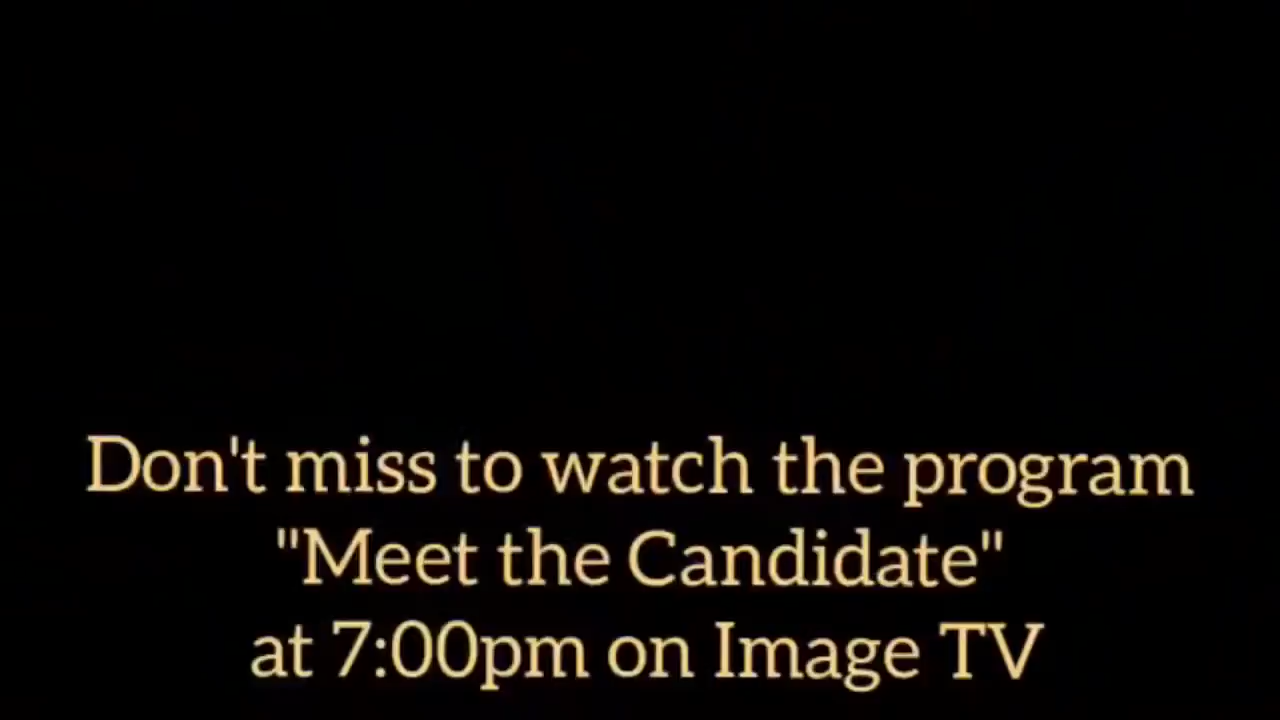 Don't miss to watch the program
"Meet the Candidate"
at 7:00pm on Image TV